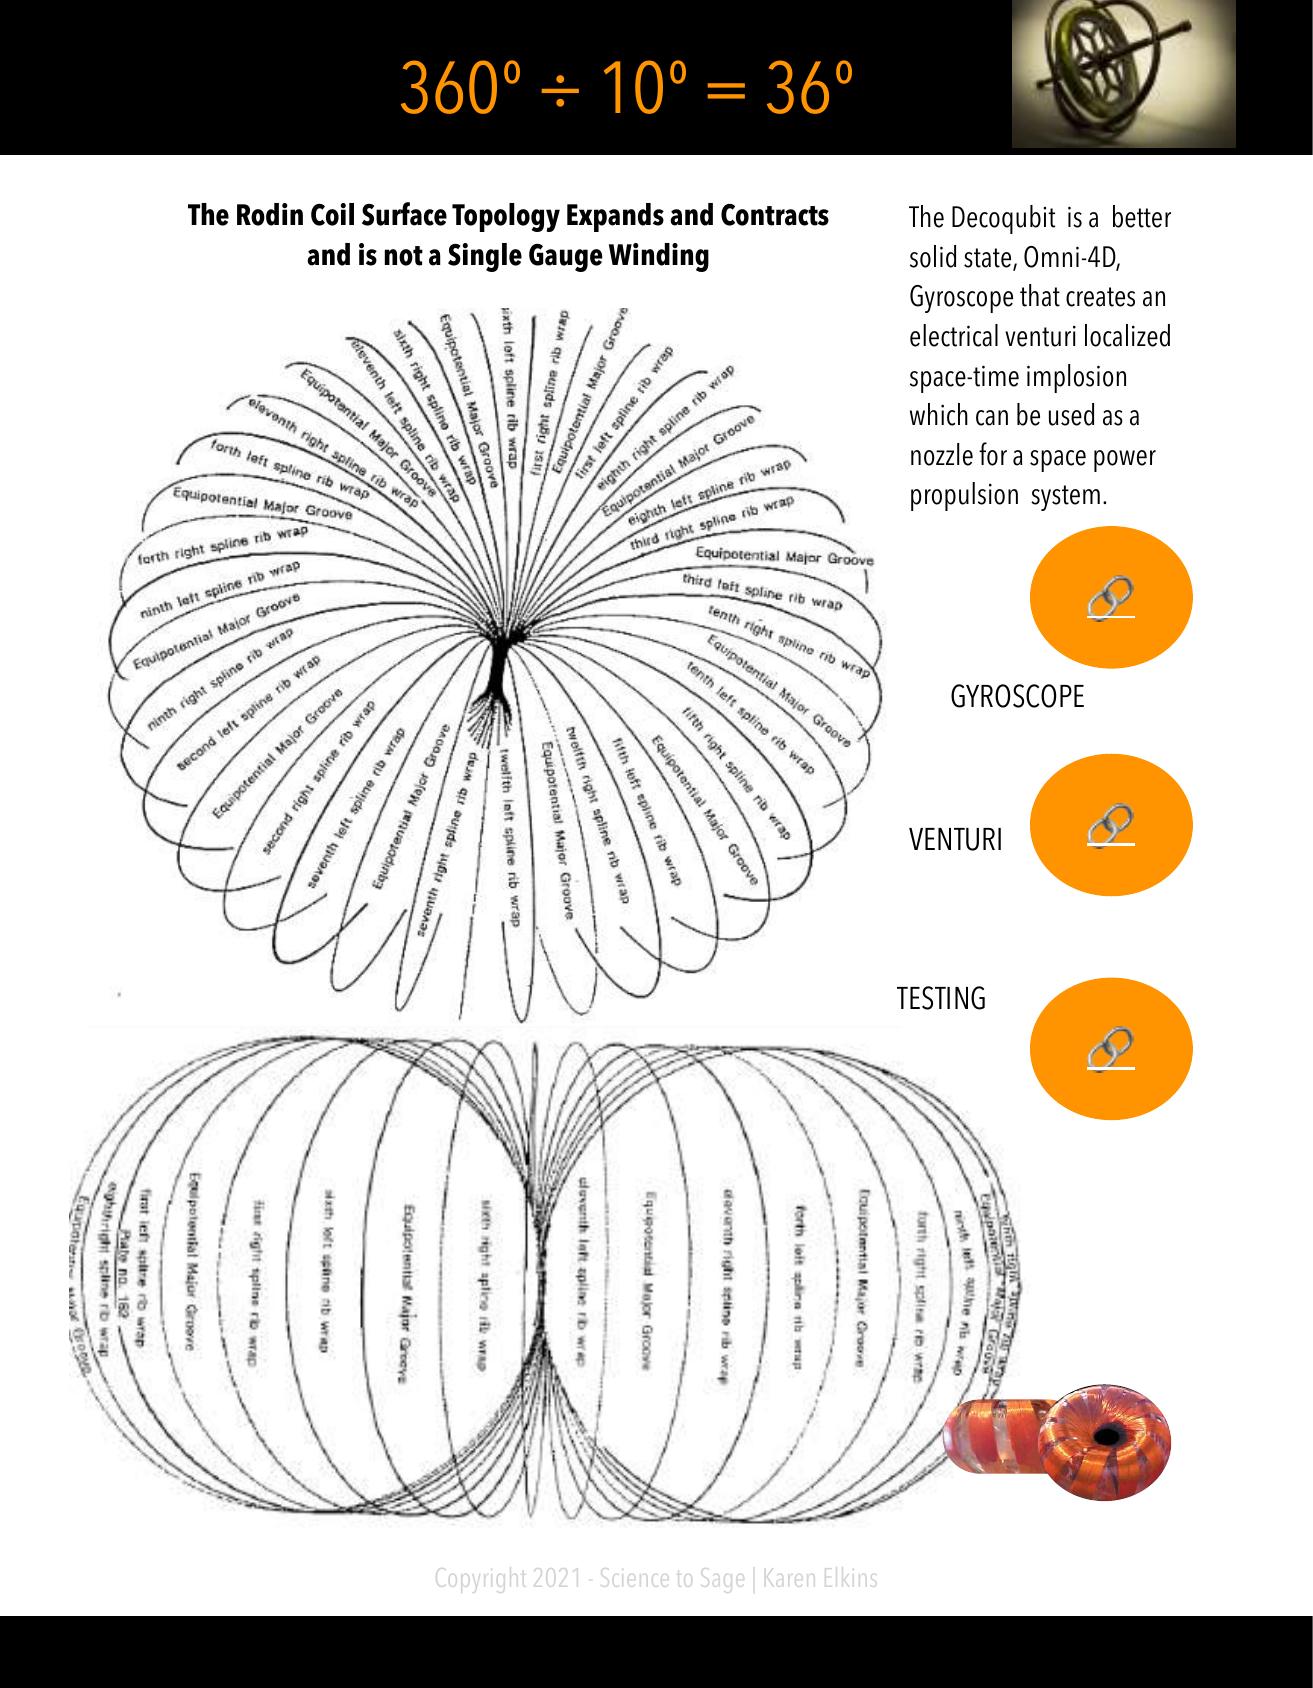 360º ÷ 10º = 36º
The Rodin Coil Surface Topology Expands and Contracts
and is not a Single Gauge Winding
The Decoqubit is a better
solid state, Omni-4D,
Gyroscope that creates an
electrical venturi localized
space-time implosion
which can be used as a
nozzle for a space power
propulsion system.
GYROSCOPE
VENTURI
TESTING
sixth left spline rib wrap
first right spline rib wrap
Equipotential Major Groove
first left spline rib wrap
eighth right spline rib wrap
Equipotential Major Groove
eighth left spline rib wrap
third right spline rib wrap
Equipotential Major Groove
third left spline rib wrap
tenth right spline rib wrap
Equipotential Major Groove
tenth left spline rib wrap
fifth right spline rib wrap
Equipotential Major Groove
fifth left spline rib wrap
twelfth right spline rib wrap
Equipotential Major Groove
twelfth left spline rib wrap
seventh right spline rib wrap
Equipotential Major Groove
seventh left spline rib wrap
second right spline rib wrap
Equipotential Major Groove
second left spline rib wrap
ninth right spline rib wrap
Equipotential Major Groove
ninth left spline rib wrap
forth right spline rib wrap
Equipotential Major Groove
forth left spline rib wrap
eleventh right spline rib wrap
Equipotential Major Groove
eleventh left spline rib wrap
sixth right spline rib wrap
Equipotential Major Groove
Equipotential Major Groove
eighth right spline rib wrap
Plate no. 182
first left spline rib wrap
Equipotential Major Groove
first right spline rib wrap
sixth left spline rib wrap
Equipotential Major Groove
sixth right spline rib wrap
eleventh left spline rib wrap
Equipotential Major Groove
eleventh right spline rib wrap
forth left spline rib wrap
Equipotential Major Groove
forth right spline rib wrap
ninth left spline rib wrap
Equipotential Major Groove
ninth right spline rib wrap
Copyright 2021 - Science to Sage | Karen Elkins